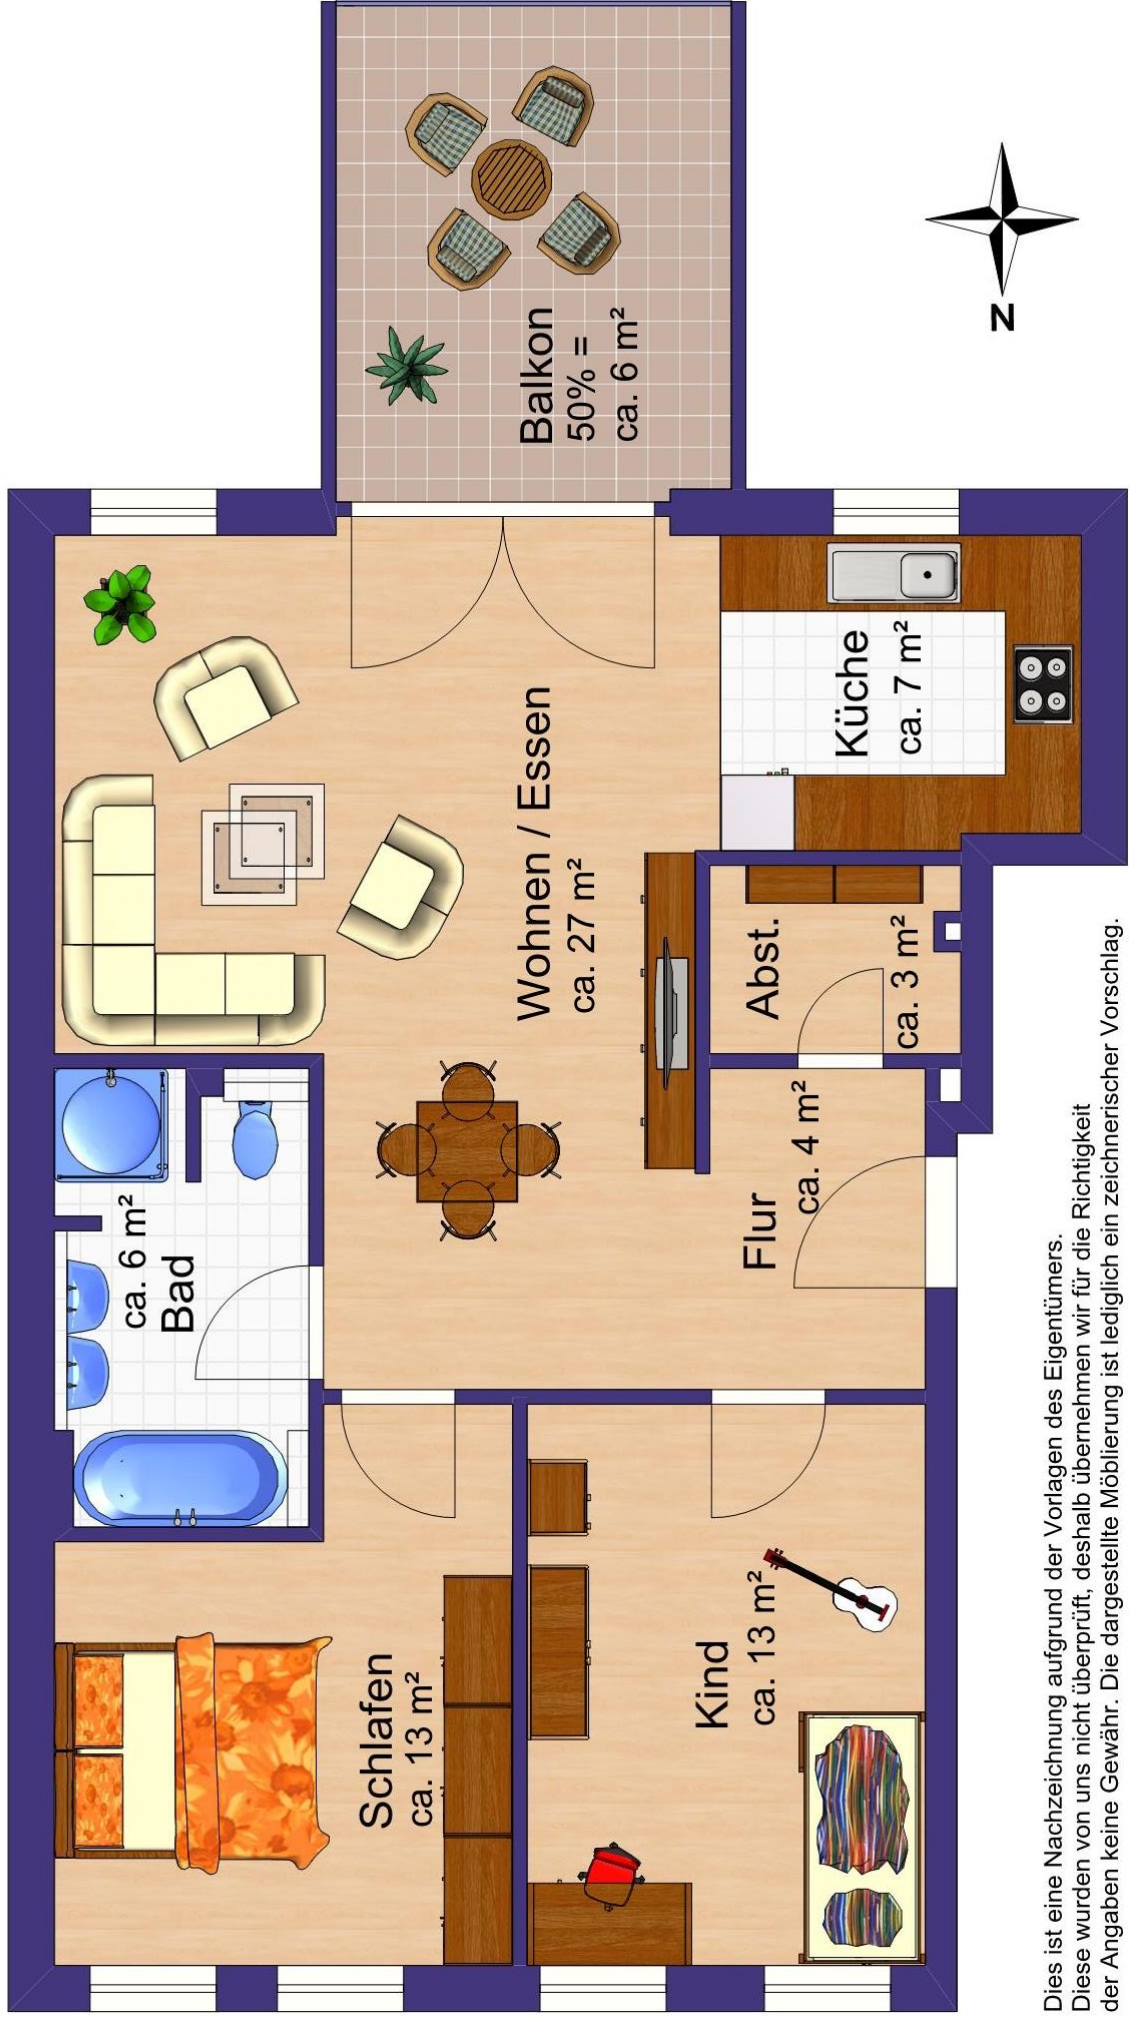 Schlafen
ca. 13 m²
Bad
ca. 6 m²
Kind
ca. 13 m²
Flur
ca. 4 m²
Abst.
ca. 3 m²
Wohnen / Essen
ca. 27 m²
Küche
ca. 7 m²
Balkon
50% =
ca. 6 m²
N
Dies ist eine Nachzeichnung aufgrund der Vorlagen des Eigentümers.
Diese wurden von uns nicht überprüft, deshalb übernehmen wir für die Richtigkeit
der Angaben keine Gewähr. Die dargestellte Möblierung ist lediglich ein zeichnerischer Vorschlag.